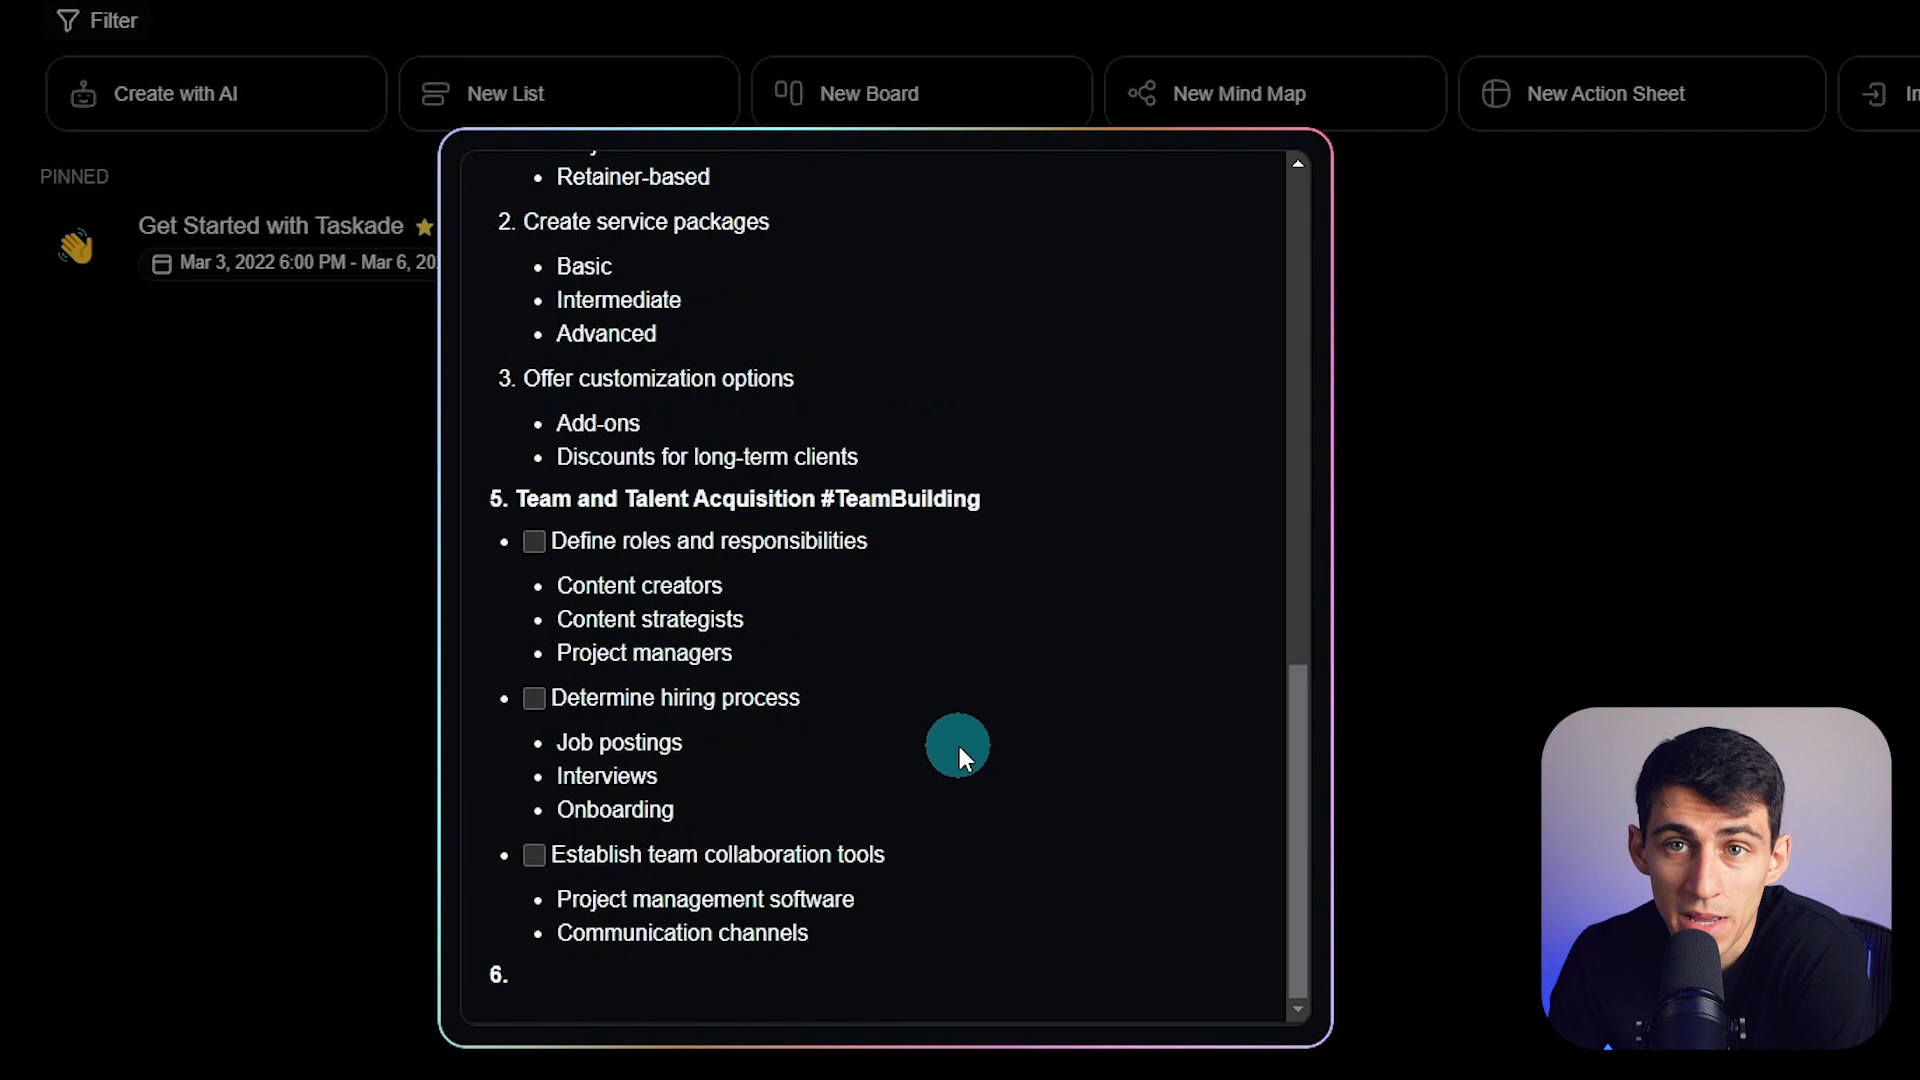 Filter
Create with AI
New List
New Board
New Mind Map
New Action Sheet
PINNED
Get Started with Taskade
Mar 3, 2022 6:00 PM - Mar 6, 20
• Retainer-based
2. Create service packages
• Basic
• Intermediate
• Advanced
3. Offer customization options
• Add-ons
• Discounts for long-term clients
5. Team and Talent Acquisition #TeamBuilding
• Define roles and responsibilities
• Content creators
• Content strategists
• Project managers
• Determine hiring process
• Job postings
• Interviews
• Onboarding
• Establish team collaboration tools
• Project management software
• Communication channels
6.